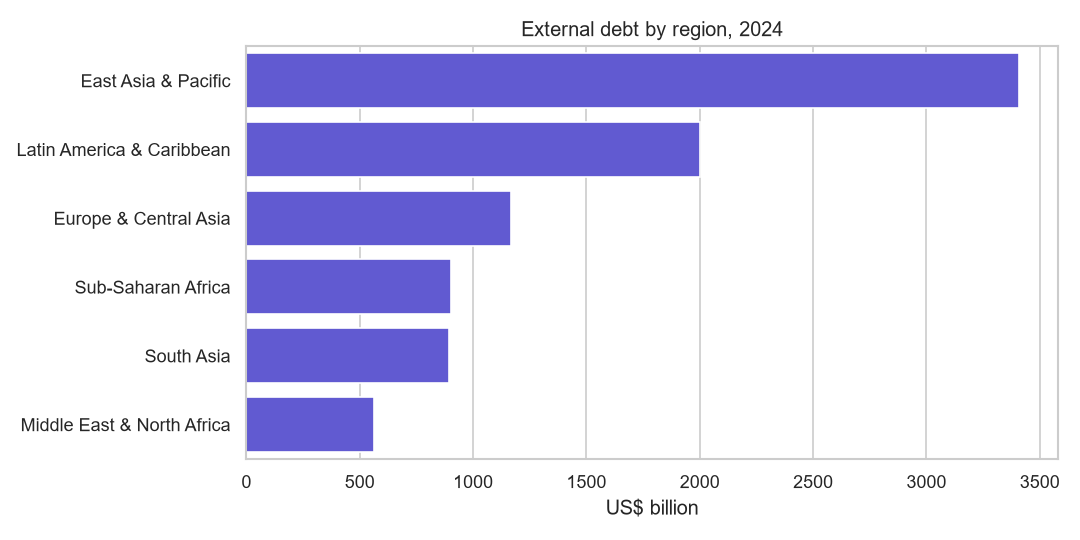 External debt by region, 2024
East Asia & Pacific
Latin America & Caribbean
Europe & Central Asia
Sub-Saharan Africa
South Asia
Middle East & North Africa
0 500 1000 1500 2000 2500 3000 3500
US$ billion